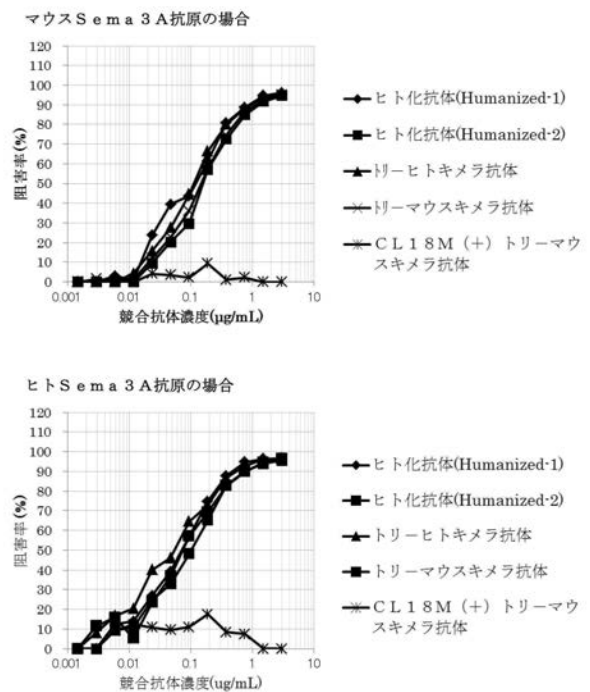 マウスＳｅｍａ３Ａ抗原の場合
120
110
100
90
80
70
60
50
40
30
20
10
0
阻害率(%)
0.001
0.01
0.1
1
10
競合抗体濃度(μg/mL)
ヒト化抗体(Humanized-1)
ヒト化抗体(Humanized-2)
トリーヒトキメラ抗体
トリーマウスキメラ抗体
ＣＬ１８Ｍ（＋）トリーマウ
スキメラ抗体
ヒトＳｅｍａ３Ａ抗原の場合
120
110
100
90
80
70
60
50
40
30
20
10
0
阻害率(%)
0.001
0.01
0.1
1
10
競合抗体濃度(ug/mL)
ヒト化抗体(Humanized-1)
ヒト化抗体(Humanized-2)
トリーヒトキメラ抗体
トリーマウスキメラ抗体
ＣＬ１８Ｍ（＋）トリーマウ
スキメラ抗体